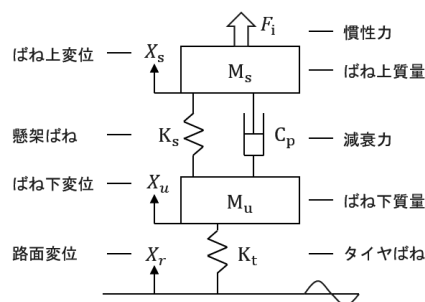 F_i 慣性力
ばね上変位 X_s
M_s ばね上質量
懸架ばね K_s C_p 減衰力
ばね下変位 X_u
M_u ばね下質量
路面変位 X_r K_t タイヤばね